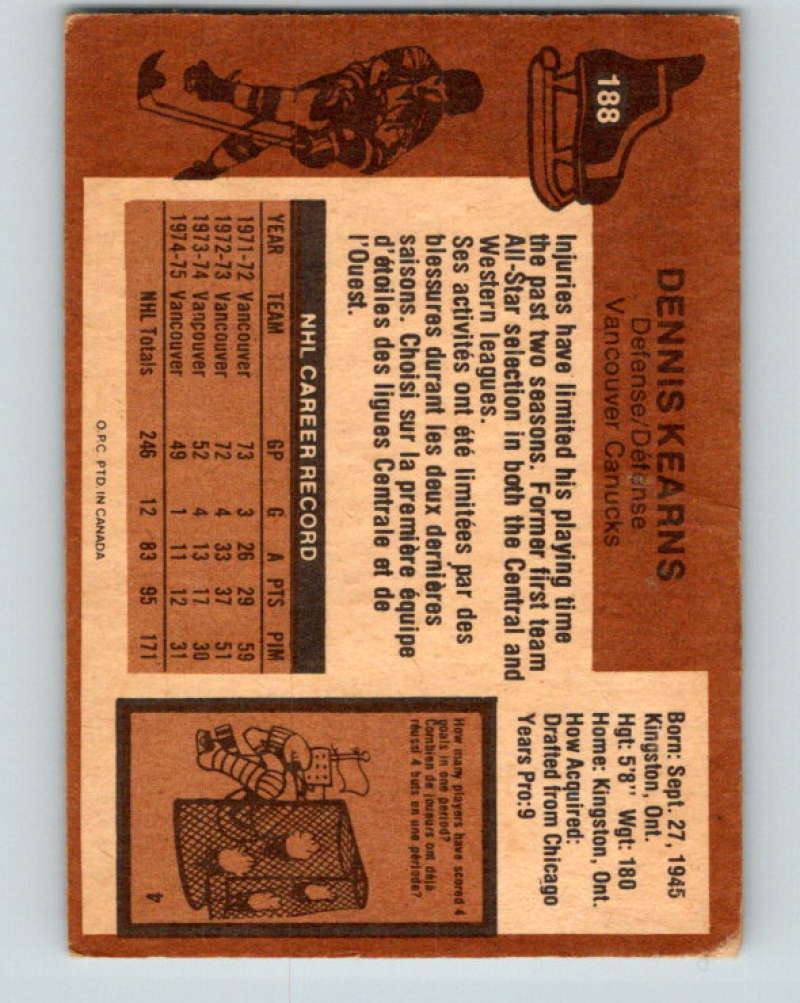 188
DENNIS KEARNS
Defense/Défense
Vancouver Canucks
Born: Sept. 27, 1945
Kingston, Ont.
Hgt: 5'8" Wgt: 180
Home: Kingston, Ont.
How Acquired:
Drafted from Chicago
Years Pro:9
Injuries have limited his playing time
the past two seasons. Former first team
All-Star selection in both the Central and
Western leagues.
Ses activités ont été limitées par des
blessures durant les deux dernières
saisons. Choisi sur la première équipe
d'étoiles des ligues Centrale et de
l'Ouest.
NHL CAREER RECORD
YEAR TEAM GP G A PTS PIM
1971-72 Vancouver 73 3 26 29 59
1972-73 Vancouver 72 4 33 37 51
1973-74 Vancouver 52 4 13 17 30
1974-75 Vancouver 49 1 11 12 31
NHL Totals 246 12 83 95 171
How many players have scored 4
goals in one period?
Combien de joueurs ont déjà
réussi 4 buts en une période?
4
O.P.C. PTD. IN CANADA